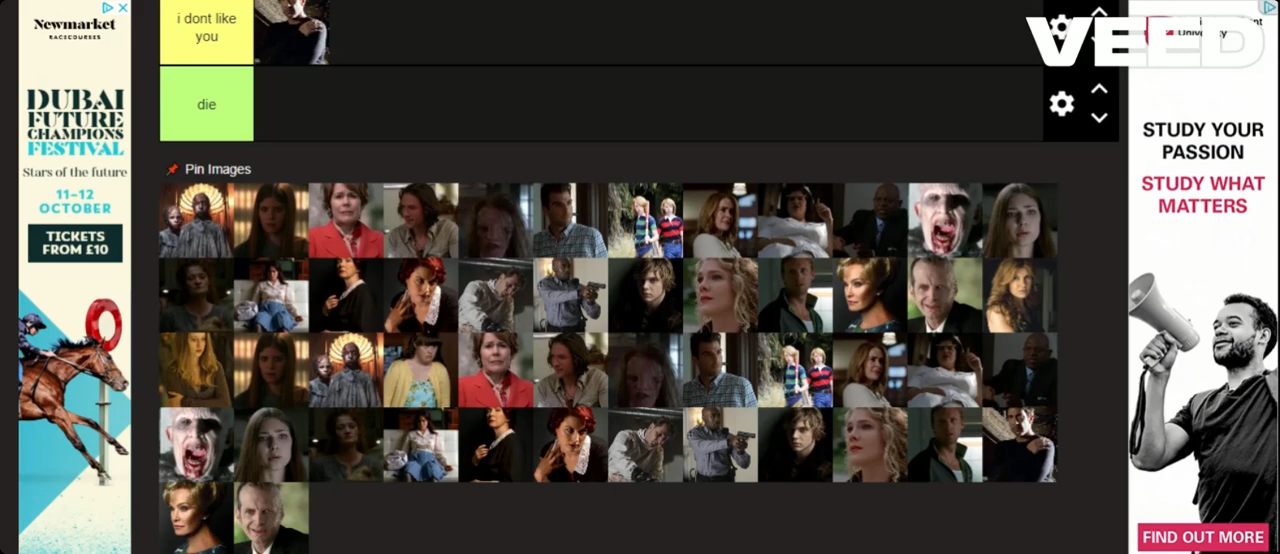 Newmarket
RACECOURSES
DUBAI
FUTURE
CHAMPIONS
FESTIVAL
Stars of the future
11–12
OCTOBER
TICKETS
FROM £10
i dont like
you
die
Pin Images
VEED
STUDY YOUR
PASSION
STUDY WHAT
MATTERS
FIND OUT MORE